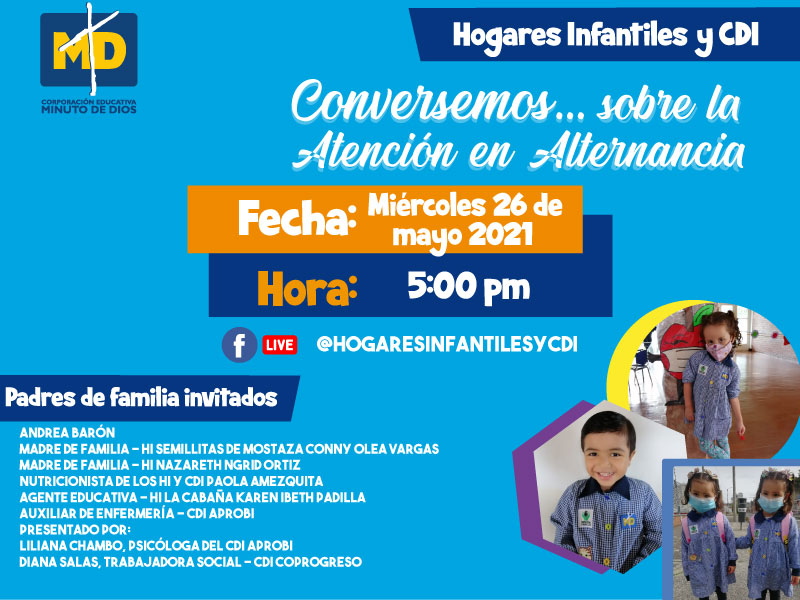 MD
CORPORACIÓN EDUCATIVA
MINUTO DE DIOS
Hogares Infantiles y CDI
Conversemos... sobre la
Atención en Alternancia
Fecha: Miércoles 26 de
mayo 2021
Hora: 5:00 pm
f LIVE @HOGARESINFANTILESYCDI
Padres de familia invitados
ANDREA BARÓN
MADRE DE FAMILIA – HI SEMILLITAS DE MOSTAZA CONNY OLEA VARGAS
MADRE DE FAMILIA – HI NAZARETH NGRID ORTIZ
NUTRICIONISTA DE LOS HI Y CDI PAOLA AMEZQUITA
AGENTE EDUCATIVA – HI LA CABAÑA KAREN IBETH PADILLA
AUXILIAR DE ENFERMERÍA – CDI APROBI
PRESENTADO POR:
LILIANA CHAMBO, PSICÓLOGA DEL CDI APROBI
DIANA SALAS, TRABAJADORA SOCIAL – CDI COPROGRESO
MD